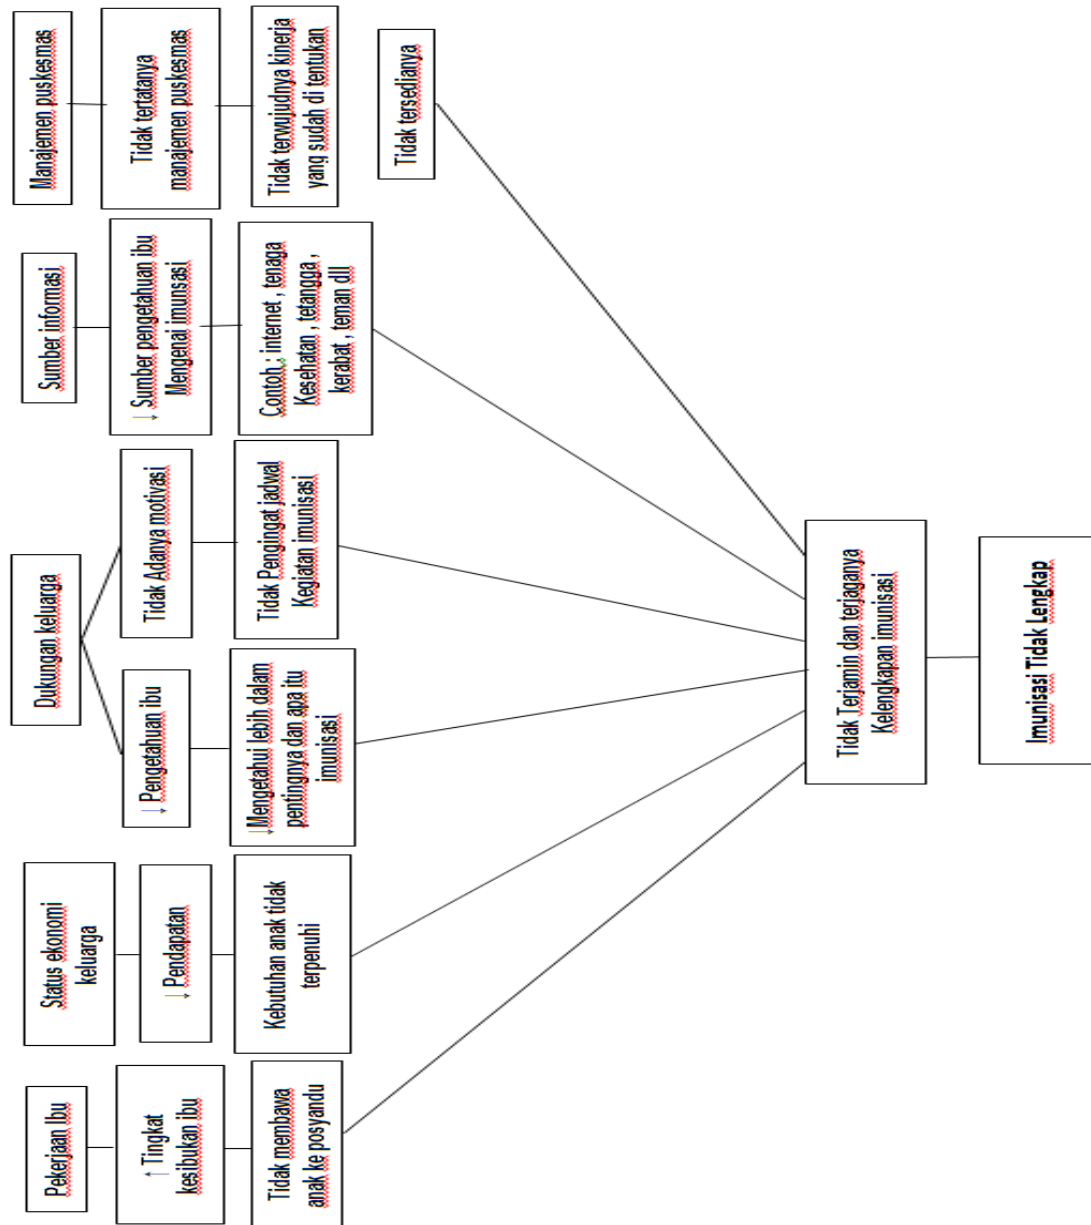 Pekerjaan Ibu
↑ Tingkat
kesibukan ibu
Tidak membawa
anak ke posyandu
Status ekonomi
keluarga
↓ Pendapatan
Kebutuhan anak tidak
terpenuhi
Dukungan keluarga
↓ Pengetahuan ibu
↓Mengetahui lebih dalam
pentingnya dan apa itu
imunisasi
Tidak Adanya motivasi
Tidak Pengingat jadwal
Kegiatan imunisasi
Sumber informasi
↓ Sumber pengetahuan ibu
Mengenai imunsasi
Contoh : internet , tenaga
Kesehatan , tetangga ,
kerabat , teman dll
Manajemen puskesmas
Tidak tertatanya
manajemen puskesmas
Tidak terwujudnya kinerja
yang sudah di tentukan
Tidak tersedianya
Tidak Terjamin dan terjaganya
Kelengkapan imunisasi
Imunisasi Tidak Lengkap